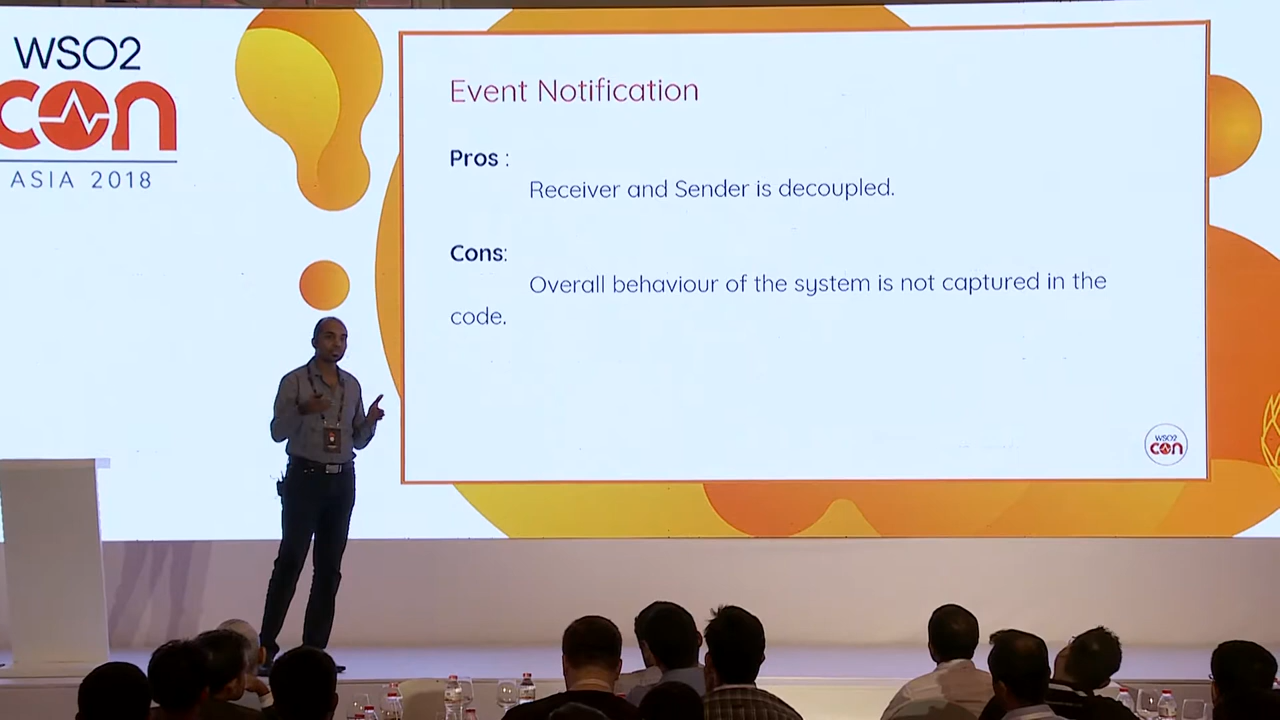 WSO2
CON
ASIA 2018
Event Notification
Pros :
Receiver and Sender is decoupled.
Cons:
Overall behaviour of the system is not captured in the
code.
WSO2
CON